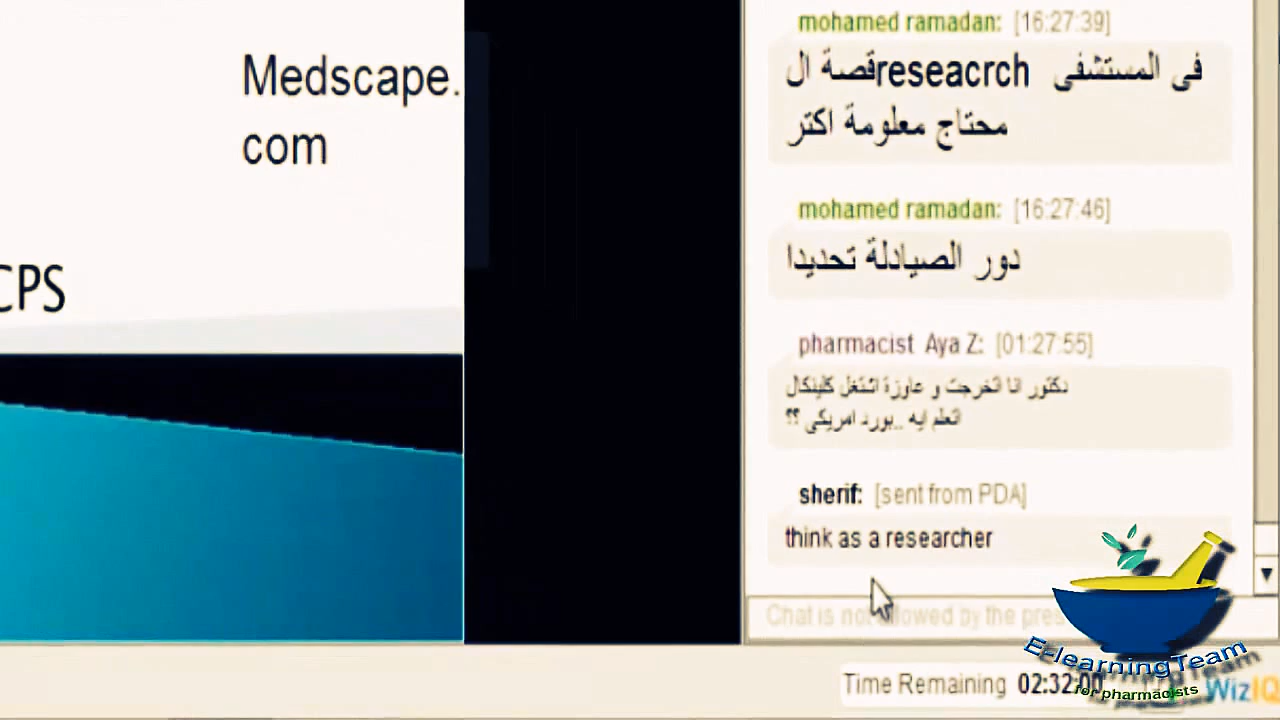 Medscape.
com
CPS
mohamed ramadan: [16:27:39]
قصة ال reseacrch فى المستشفى
محتاج معلومة اكتر
mohamed ramadan: [16:27:46]
دور الصيادلة تحديدا
pharmacist Aya Z: [01:27:55]
دكتور انا اتخرجت و عاوزة اشتغل كلينكال
اتعلم ايه ..بورد امريكى ؟؟
sherif: [sent from PDA]
think as a researcher
Chat is not allowed by the pres
Time Remaining 02:32:00
E-learningTeam
for pharmacists
WizIQ